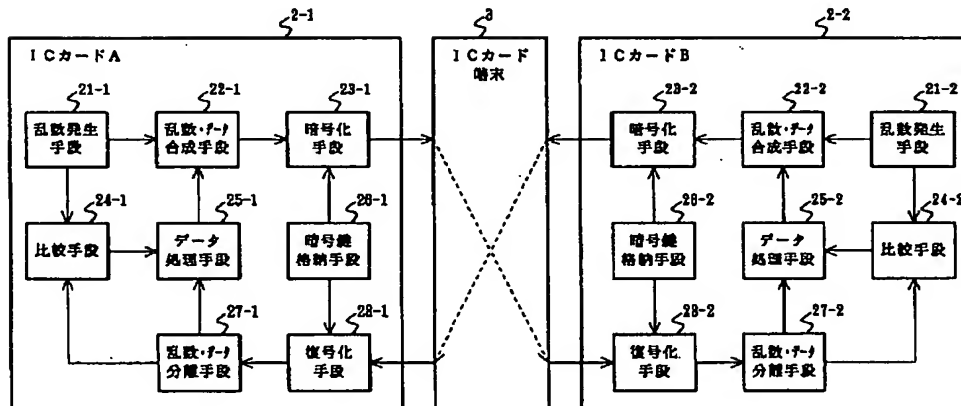 2-1
3
2-2
ICカードA
ICカード
端末
ICカードB
21-1
22-1
23-1
23-2
22-2
21-2
乱数発生
手段
乱数・データ
合成手段
暗号化
手段
暗号化
手段
乱数・データ
合成手段
乱数発生
手段
24-1
25-1
26-1
26-2
25-2
24-2
比較手段
データ
処理手段
暗号鍵
格納手段
暗号鍵
格納手段
データ
処理手段
比較手段
27-1
28-1
28-2
27-2
乱数・データ
分離手段
復号化
手段
復号化
手段
乱数・データ
分離手段